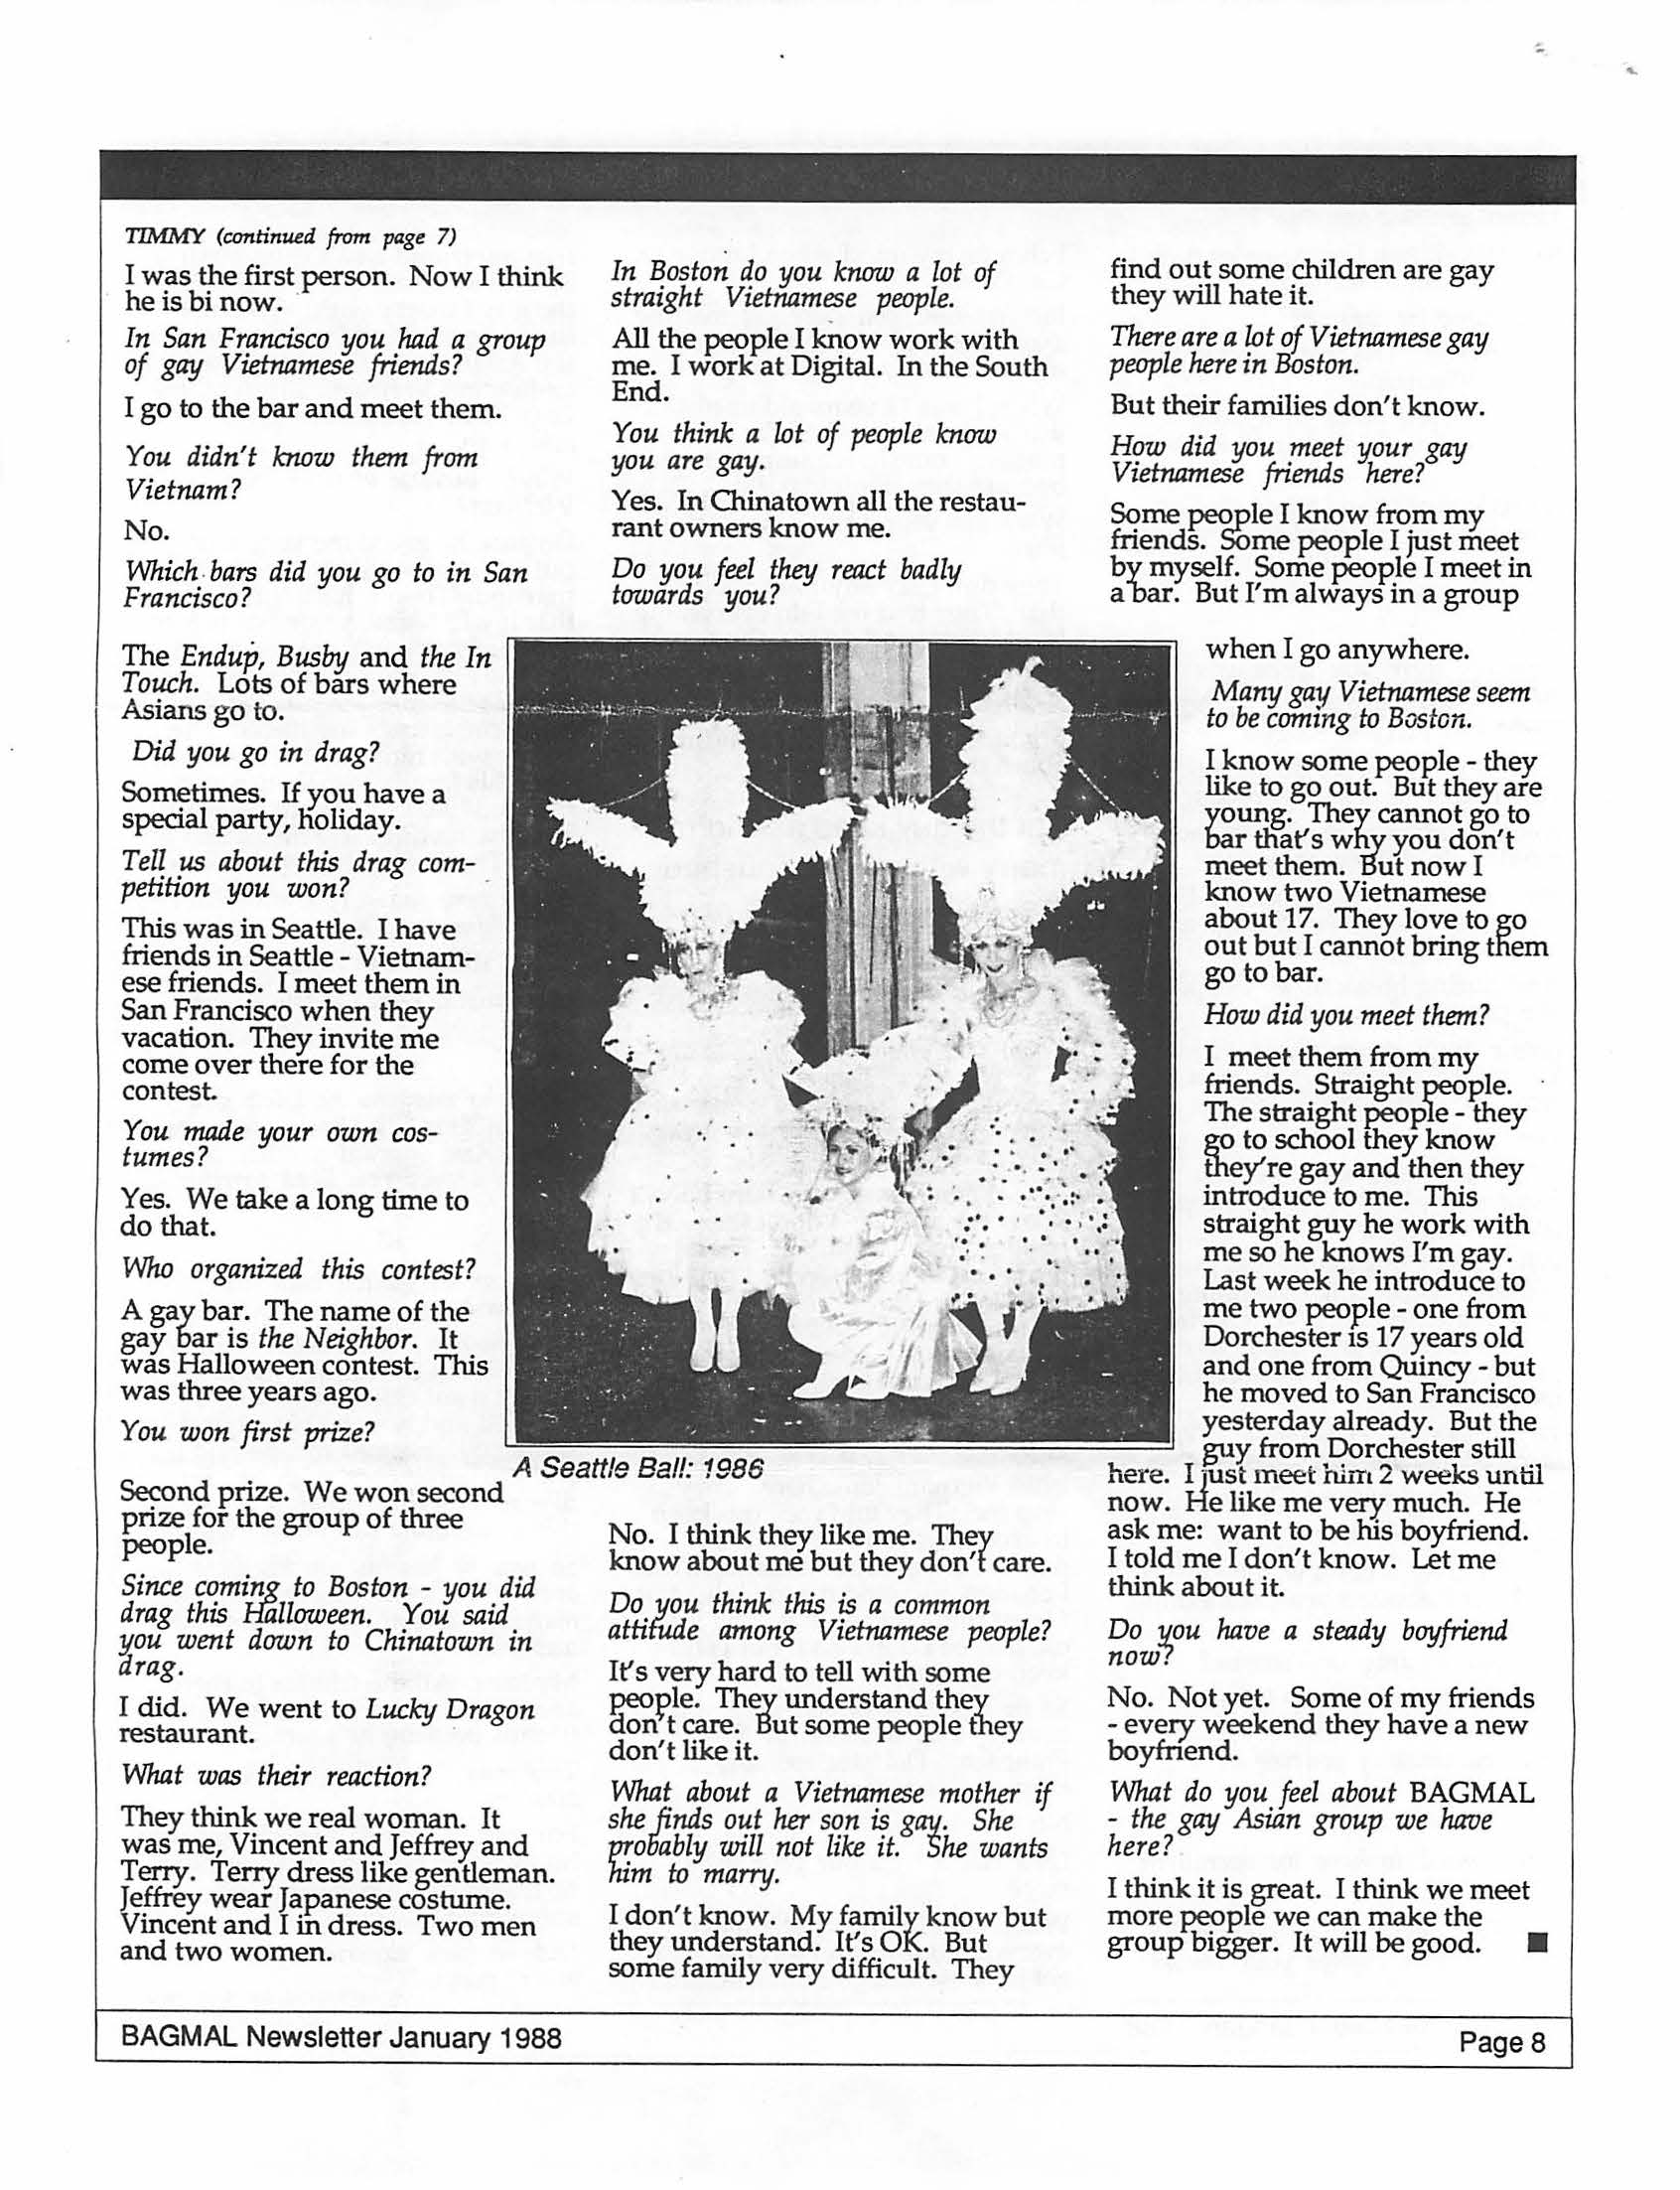 TIMMY (continued from page 7)
I was the first person. Now I think
he is bi now.
In San Francisco you had a group
of gay Vietnamese friends?
I go to the bar and meet them.
You didn't know them from
Vietnam?
No.
Which bars did you go to in San
Francisco?
The Endup, Busby and the In
Touch. Lots of bars where
Asians go to.
Did you go in drag?
Sometimes. If you have a
special party, holiday.
Tell us about this drag com-
petition you won?
This was in Seattle. I have
friends in Seattle - Vietnam-
ese friends. I meet them in
San Francisco when they
vacation. They invite me
come over there for the
contest.
You made your own cos-
tumes?
Yes. We take a long time to
do that.
Who organized this contest?
A gay bar. The name of the
gay bar is the Neighbor. It
was Halloween contest. This
was three years ago.
You won first prize?
Second prize. We won second
prize for the group of three
people.
Since coming to Boston - you did
drag this Halloween. You said
you went down to Chinatown in
drag.
I did. We went to Lucky Dragon
restaurant.
What was their reaction?
They think we real woman. It
was me, Vincent and Jeffrey and
Terry. Terry dress like gentleman.
Jeffrey wear Japanese costume.
Vincent and I in dress. Two men
and two women.
In Boston do you know a lot of
straight Vietnamese people.
All the people I know work with
me. I work at Digital. In the South
End.
You think a lot of people know
you are gay.
Yes. In Chinatown all the restau-
rant owners know me.
Do you feel they react badly
towards you?
A Seattle Ball: 1986
No. I think they like me. They
know about me but they don't care.
Do you think this is a common
attitude among Vietnamese people?
It's very hard to tell with some
people. They understand they
don't care. But some people they
don't like it.
What about a Vietnamese mother if
she finds out her son is gay. She
probably will not like it. She wants
him to marry.
I don't know. My family know but
they understand. It's OK. But
some family very difficult. They
find out some children are gay
they will hate it.
There are a lot of Vietnamese gay
people here in Boston.
But their families don't know.
How did you meet your gay
Vietnamese friends here?
Some people I know from my
friends. Some people I just meet
by myself. Some people I meet in
a bar. But I'm always in a group
when I go anywhere.
Many gay Vietnamese seem
to be coming to Boston.
I know some people - they
like to go out. But they are
young. They cannot go to
bar that's why you don't
meet them. But now I
know two Vietnamese
about 17. They love to go
out but I cannot bring them
go to bar.
How did you meet them?
I meet them from my
friends. Straight people.
The straight people - they
go to school they know
they're gay and then they
introduce to me. This
straight guy he work with
me so he knows I'm gay.
Last week he introduce to
me two people - one from
Dorchester is 17 years old
and one from Quincy - but
he moved to San Francisco
yesterday already. But the
guy from Dorchester still
here. I just meet him 2 weeks until
now. He like me very much. He
ask me: want to be his boyfriend.
I told me I don't know. Let me
think about it.
Do you have a steady boyfriend
now?
No. Not yet. Some of my friends
- every weekend they have a new
boyfriend.
What do you feel about BAGMAL
- the gay Asian group we have
here?
I think it is great. I think we meet
more people we can make the
group bigger. It will be good.
BAGMAL Newsletter January 1988
Page 8